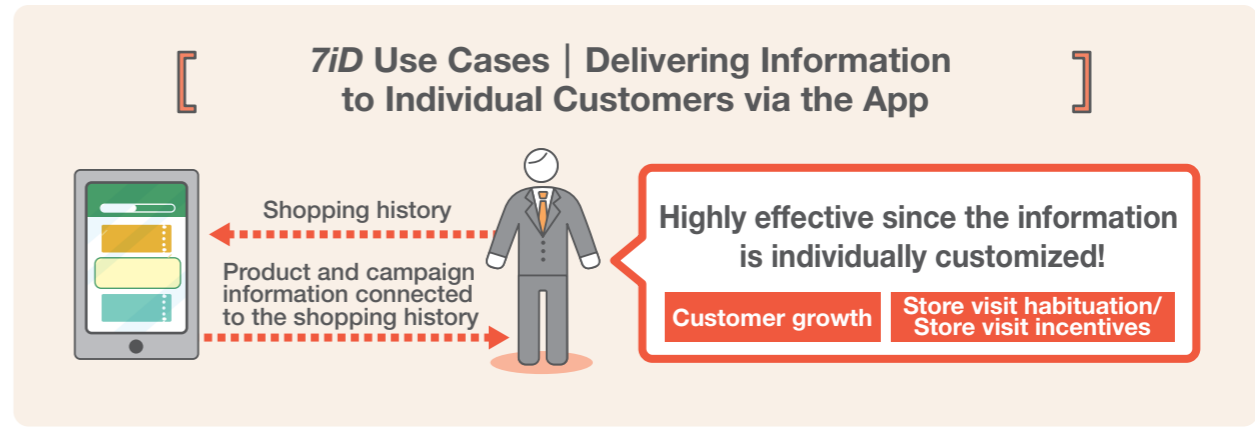 7iD Use Cases | Delivering Information
to Individual Customers via the App
Shopping history
Product and campaign
information connected
to the shopping history
Highly effective since the information
is individually customized!
Customer growth
Store visit habituation/
Store visit incentives